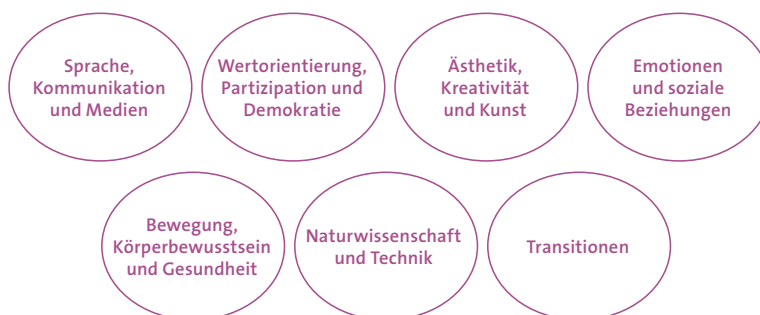 Sprache,
Kommunikation
und Medien
Wertorientierung,
Partizipation und
Demokratie
Ästhetik,
Kreativität
und Kunst
Emotionen
und soziale
Beziehungen
Bewegung,
Körperbewusstsein
und Gesundheit
Naturwissenschaft
und Technik
Transitionen